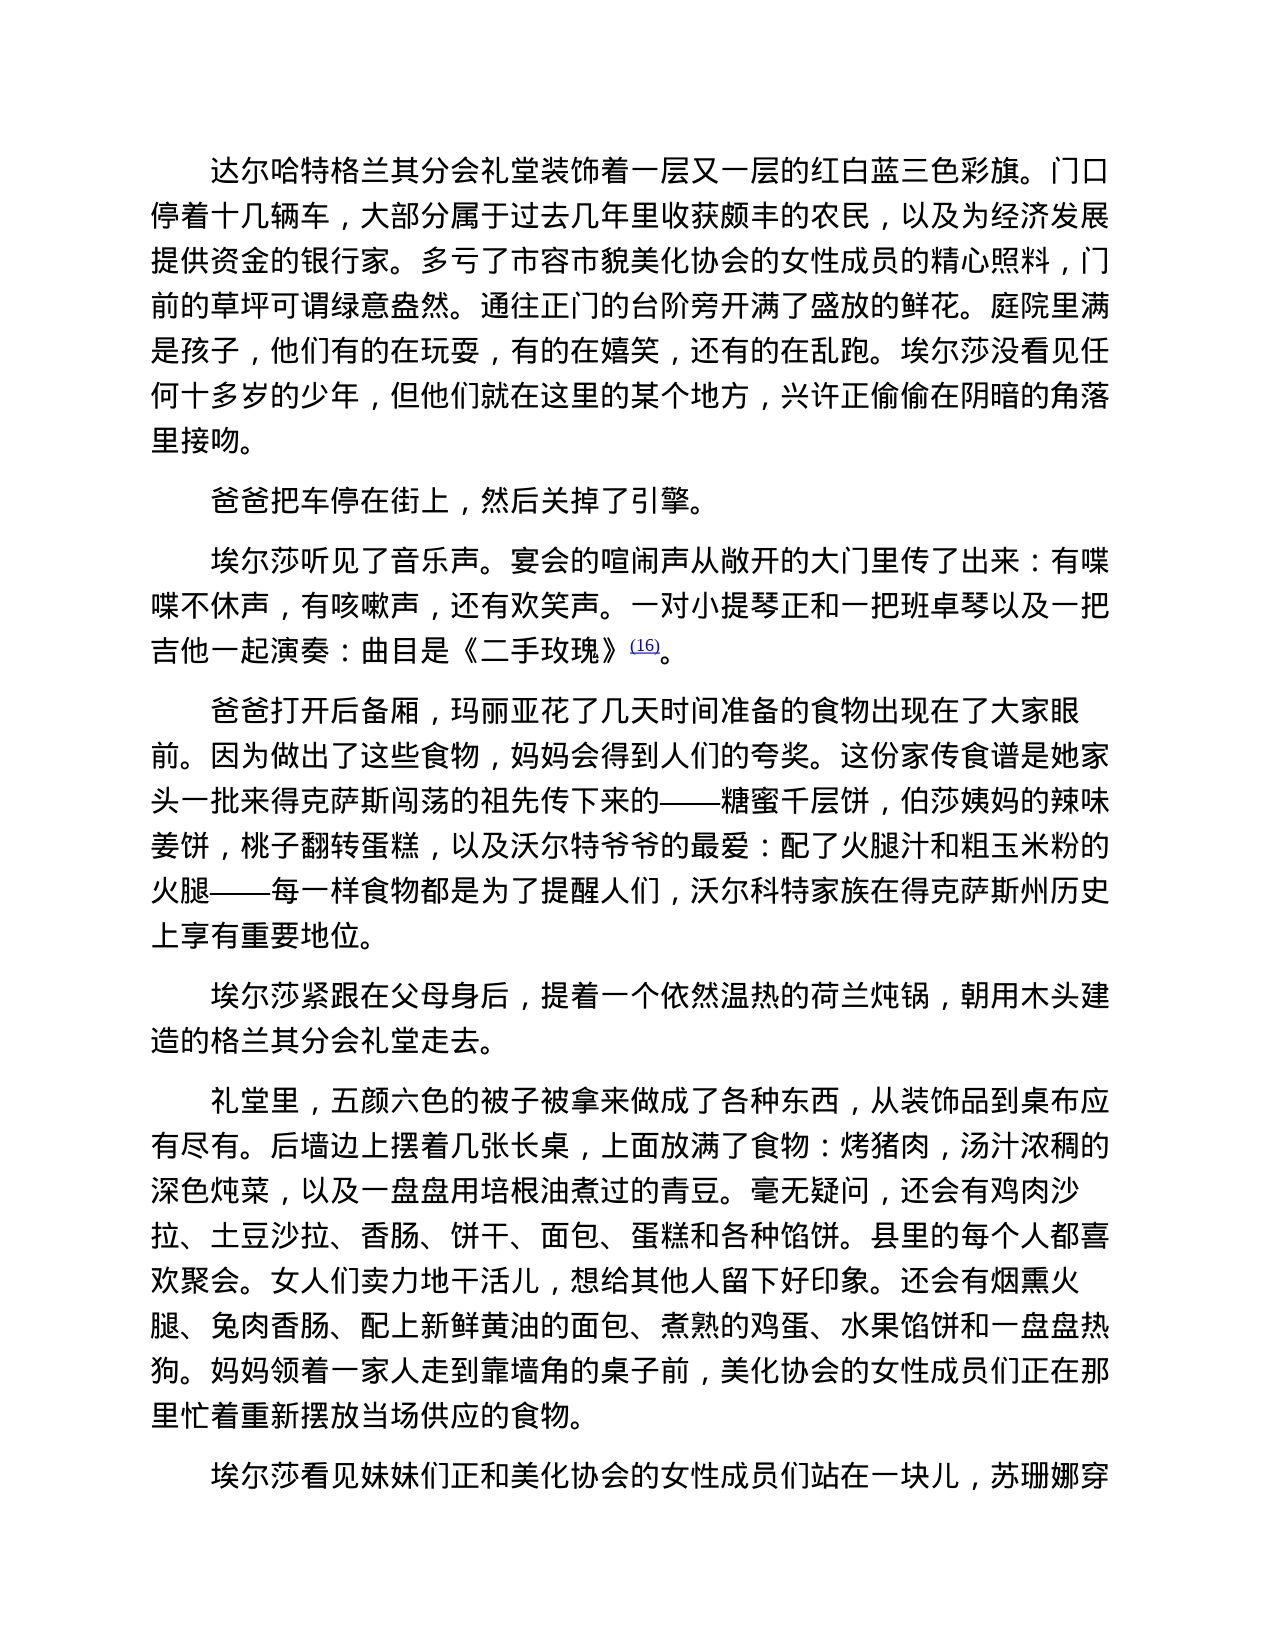 达尔哈特格兰其分会礼堂装饰着一层又一层的红白蓝三色彩旗。门口
停着十几辆车，大部分属于过去几年里收获颇丰的农民，以及为经济发展
提供资金的银行家。多亏了市容市貌美化协会的女性成员的精心照料，门
前的草坪可谓绿意盎然。通往正门的台阶旁开满了盛放的鲜花。庭院里满
是孩子，他们有的在玩耍，有的在嬉笑，还有的在乱跑。埃尔莎没看见任
何十多岁的少年，但他们就在这里的某个地方，兴许正偷偷在阴暗的角落
里接吻。
爸爸把车停在街上，然后关掉了引擎。
埃尔莎听见了音乐声。宴会的喧闹声从敞开的大门里传了出来：有喋
喋不休声，有咳嗽声，还有欢笑声。一对小提琴正和一把班卓琴以及一把
吉他一起演奏：曲目是《二手玫瑰》(16)。
爸爸打开后备厢，玛丽亚花了几天时间准备的食物出现在了大家眼
前。因为做出了这些食物，妈妈会得到人们的夸奖。这份家传食谱是她家
头一批来得克萨斯闯荡的祖先传下来的——糖蜜千层饼，伯莎姨妈的辣味
姜饼，桃子翻转蛋糕，以及沃尔特爷爷的最爱：配了火腿汁和粗玉米粉的
火腿——每一样食物都是为了提醒人们，沃尔科特家族在得克萨斯州历史
上享有重要地位。
埃尔莎紧跟在父母身后，提着一个依然温热的荷兰炖锅，朝用木头建
造的格兰其分会礼堂走去。
礼堂里，五颜六色的被子被拿来做成了各种东西，从装饰品到桌布应
有尽有。后墙边上摆着几张长桌，上面放满了食物：烤猪肉，汤汁浓稠的
深色炖菜，以及一盘盘用培根油煮过的青豆。毫无疑问，还会有鸡肉沙
拉、土豆沙拉、香肠、饼干、面包、蛋糕和各种馅饼。县里的每个人都喜
欢聚会。女人们卖力地干活儿，想给其他人留下好印象。还会有烟熏火
腿、兔肉香肠、配上新鲜黄油的面包、煮熟的鸡蛋、水果馅饼和一盘盘热
狗。妈妈领着一家人走到靠墙角的桌子前，美化协会的女性成员们正在那
里忙着重新摆放当场供应的食物。
埃尔莎看见妹妹们正和美化协会的女性成员们站在一块儿，苏珊娜穿